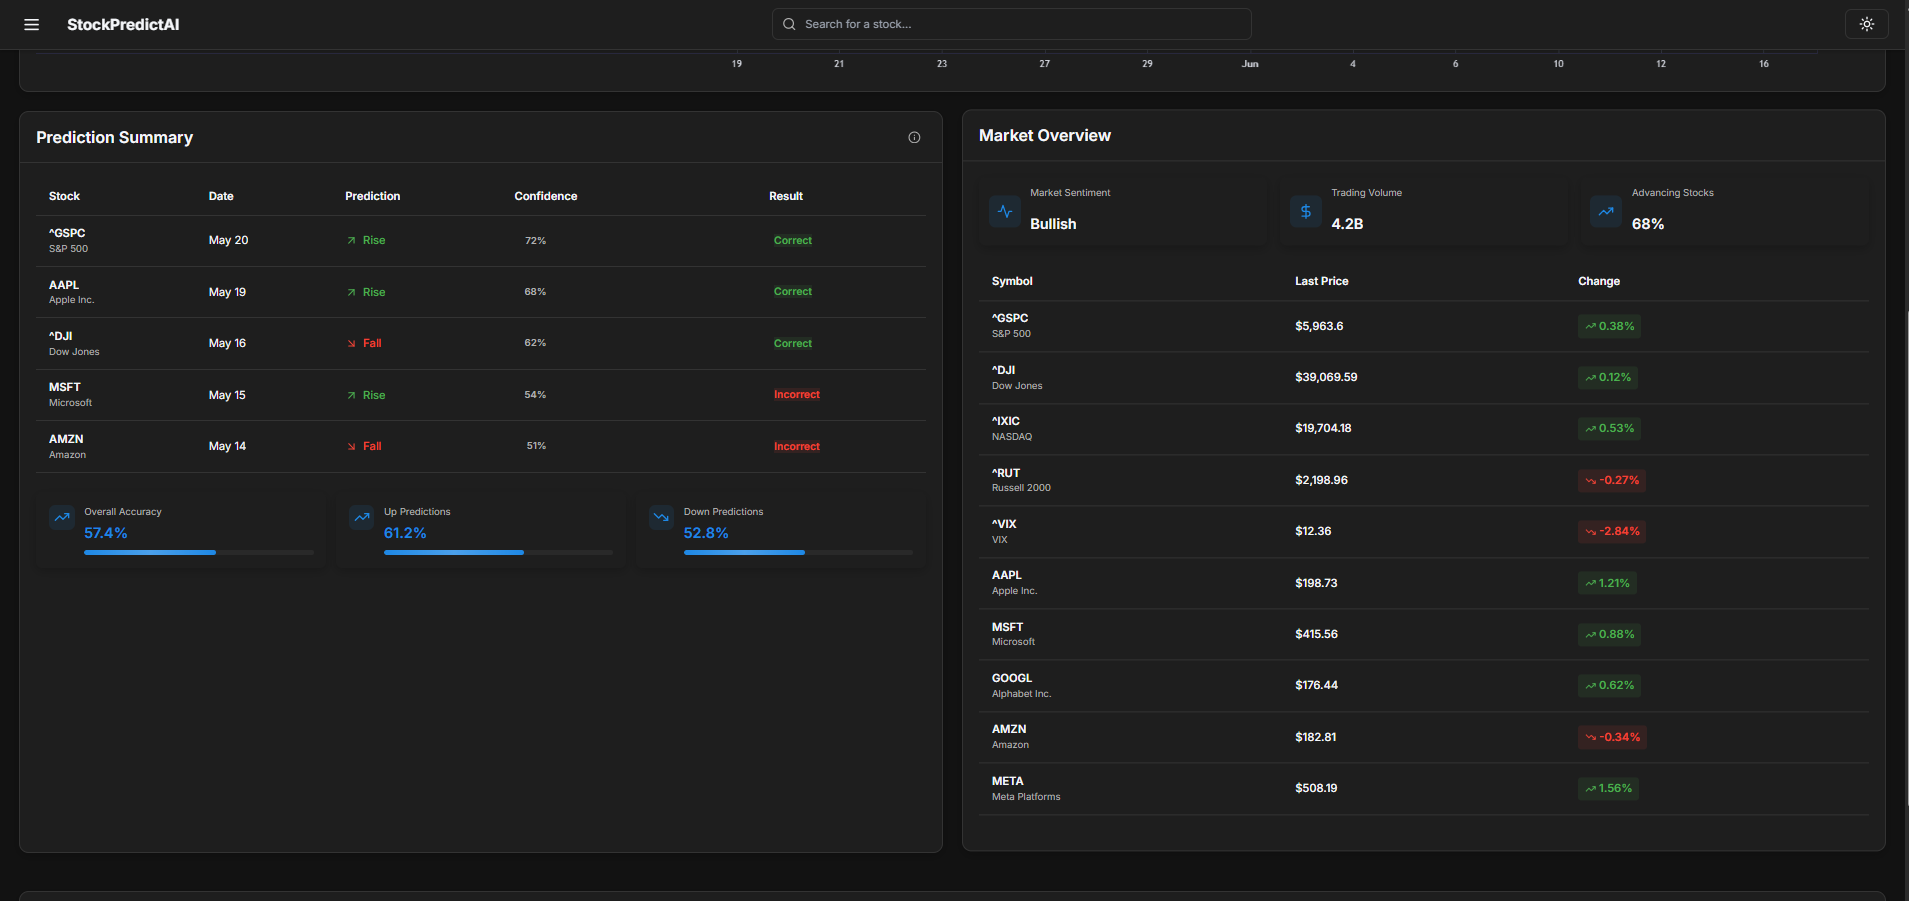 StockPredictAI
Search for a stock...
19 21 23 27 29 Jun 4 6 10 12 16
Prediction Summary
Stock Date Prediction Confidence Result
^GSPC
S&P 500
May 20 Rise 72% Correct
AAPL
Apple Inc.
May 19 Rise 68% Correct
^DJI
Dow Jones
May 16 Fall 62% Correct
MSFT
Microsoft
May 15 Rise 54% Incorrect
AMZN
Amazon
May 14 Fall 51% Incorrect
Overall Accuracy
57.4%
Up Predictions
61.2%
Down Predictions
52.8%
Market Overview
Market Sentiment
Bullish
Trading Volume
4.2B
Advancing Stocks
68%
Symbol Last Price Change
^GSPC
S&P 500
$5,963.6 0.38%
^DJI
Dow Jones
$39,069.59 0.12%
^IXIC
NASDAQ
$19,704.18 0.53%
^RUT
Russell 2000
$2,198.96 -0.27%
^VIX
VIX
$12.36 -2.84%
AAPL
Apple Inc.
$198.73 1.21%
MSFT
Microsoft
$415.56 0.88%
GOOGL
Alphabet Inc.
$176.44 0.62%
AMZN
Amazon
$182.81 -0.34%
META
Meta Platforms
$508.19 1.56%